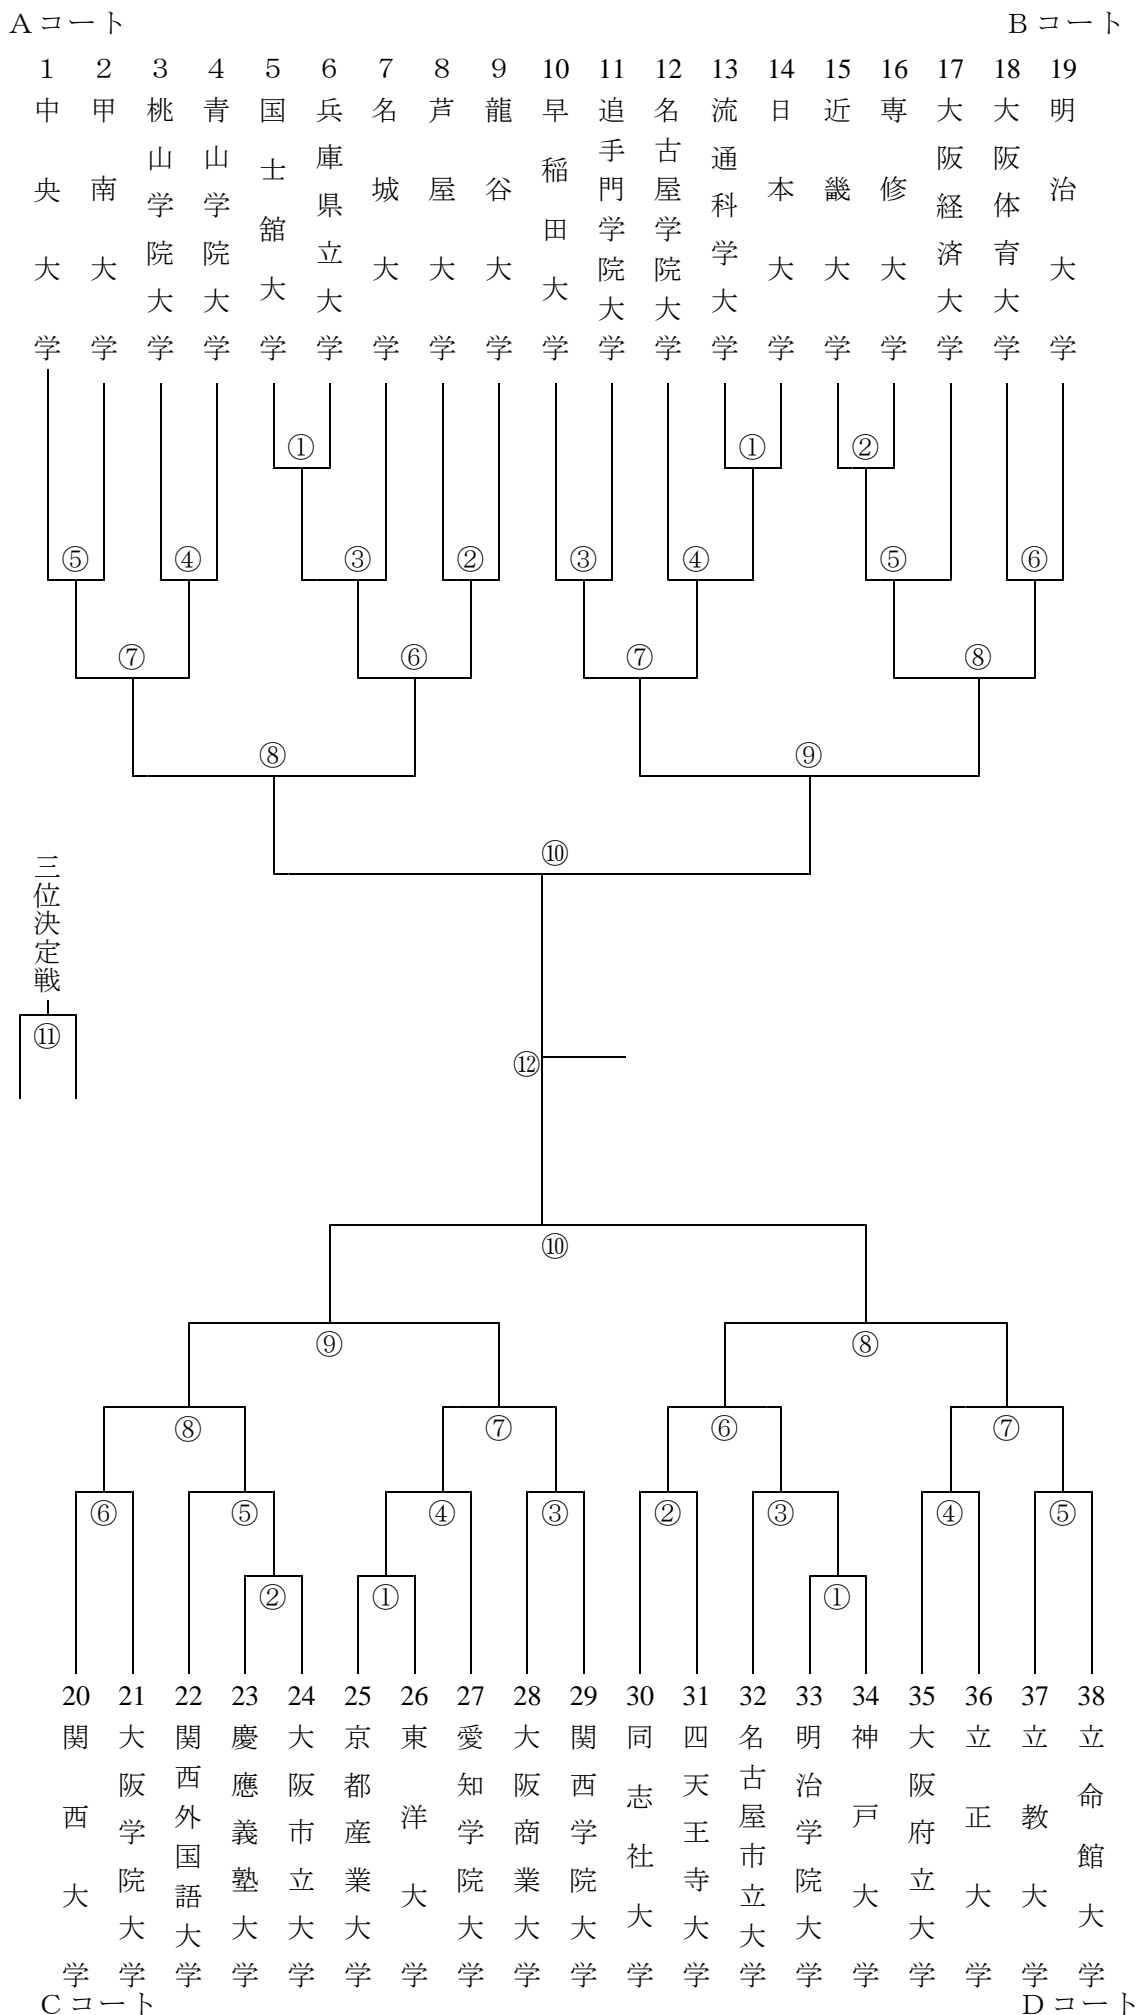 Aコート
Bコート
1 2 3 4 5 6 7 8 9 10 11 12 13 14 15 16 17 18 19
中央大学
甲南大学
桃山学院大学
青山学院大学
国士舘大学
兵庫県立大学
名城大学
芦屋大学
龍谷大学
早稲田大学
追手門学院大学
名古屋学院大学
流通科学大学
日本大学
近畿大学
専修大学
大阪経済大学
大阪体育大学
明治大学
① ① ②
⑤ ④ ③ ② ③ ④ ⑤ ⑥
⑦ ⑥ ⑦ ⑧
⑧ ⑨
⑩
三位決定戦
⑪
⑫
⑩
⑨ ⑧
⑧ ⑦ ⑥ ⑦
⑥ ⑤ ④ ③ ② ③ ④ ⑤
② ① ①
20 21 22 23 24 25 26 27 28 29 30 31 32 33 34 35 36 37 38
関西大学
大阪学院大学
関西外国語大学
慶應義塾大学
大阪市立大学
京都産業大学
東洋大学
愛知学院大学
大阪商業大学
関西学院大学
同志社大学
四天王寺大学
名古屋市立大学
明治学院大学
神戸大学
大阪府立大学
立正大学
立教大学
立命館大学
Cコート
Dコート